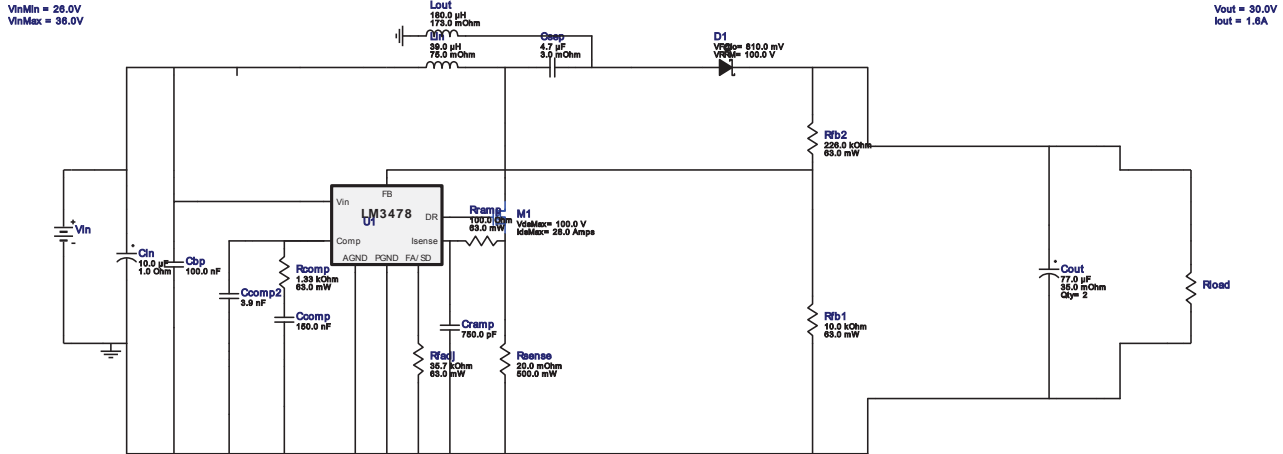 VinMin = 26.0V
VinMax = 36.0V
Vout = 30.0V
Iout = 1.6A
Lout
160.0 µH
173.0 mOhm
Lin
39.0 µH
75.0 mOhm
Csep
4.7 µF
3.0 mOhm
D1
810.0 mV
VRRM= 100.0 V
Rfb2
226.0 kOhm
63.0 mW
FB
Vin
LM3478
U1
DR
Comp
Isense
AGND PGND FA/SD
Rramp
100.0 Ohm
63.0 mW
M1
VdsMax= 100.0 V
IdsMax= 28.0 Amps
Vin
+
-
Cin
10.0 µF
1.0 Ohm
Cbp
100.0 nF
Rcomp
1.33 kOhm
63.0 mW
Ccomp2
3.9 nF
Ccomp
150.0 nF
Cramp
750.0 pF
Rfadj
35.7 kOhm
63.0 mW
Rsense
20.0 mOhm
500.0 mW
Rfb1
10.0 kOhm
63.0 mW
Cout
77.0 µF
35.0 mOhm
Qty= 2
Rload